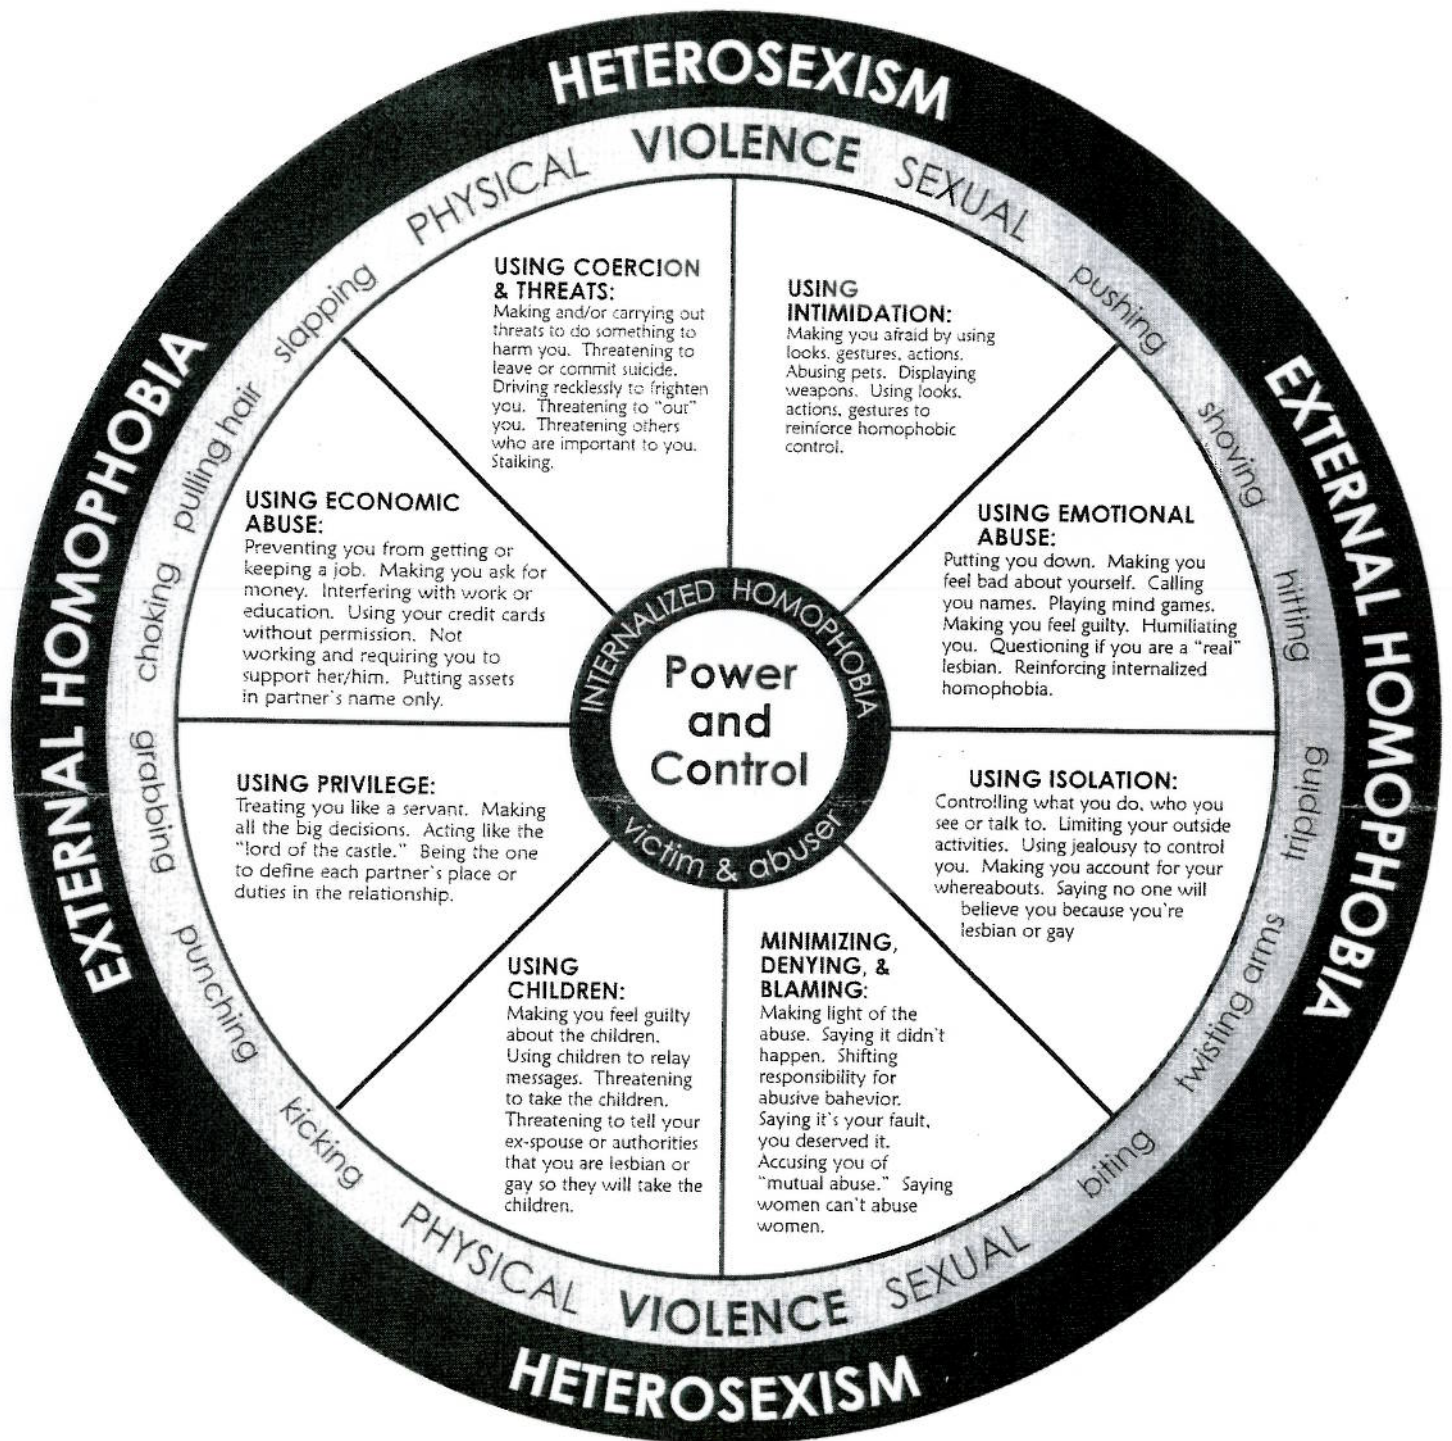 HETEROSEXISM
EXTERNAL HOMOPHOBIA
EXTERNAL HOMOPHOBIA
HETEROSEXISM
PHYSICAL VIOLENCE SEXUAL
pushing
shoving
hitting
tripping
twisting arms
biting
PHYSICAL VIOLENCE SEXUAL
kicking
punching
grabbing
choking
pulling hair
slapping
USING COERCION
& THREATS:
Making and/or carrying out
threats to do something to
harm you. Threatening to
leave or commit suicide.
Driving recklessly to frighten
you. Threatening to "out"
you. Threatening others
who are important to you.
Stalking.
USING
INTIMIDATION:
Making you afraid by using
looks, gestures, actions.
Abusing pets. Displaying
weapons. Using looks,
actions, gestures to
reinforce homophobic
control.
USING EMOTIONAL
ABUSE:
Putting you down. Making you
feel bad about yourself. Calling
you names. Playing mind games.
Making you feel guilty. Humiliating
you. Questioning if you are a "real"
lesbian. Reinforcing internalized
homophobia.
USING ISOLATION:
Controlling what you do, who you
see or talk to. Limiting your outside
activities. Using jealousy to control
you. Making you account for your
whereabouts. Saying no one will
believe you because you're
lesbian or gay
MINIMIZING,
DENYING, &
BLAMING:
Making light of the
abuse. Saying it didn't
happen. Shifting
responsibility for
abusive bahevior.
Saying it's your fault,
you deserved it.
Accusing you of
"mutual abuse." Saying
women can't abuse
women.
USING
CHILDREN:
Making you feel guilty
about the children.
Using children to relay
messages. Threatening
to take the children.
Threatening to tell your
ex-spouse or authorities
that you are lesbian or
gay so they will take the
children.
USING PRIVILEGE:
Treating you like a servant. Making
all the big decisions. Acting like the
"lord of the castle." Being the one
to define each partner's place or
duties in the relationship.
USING ECONOMIC
ABUSE:
Preventing you from getting or
keeping a job. Making you ask for
money. Interfering with work or
education. Using your credit cards
without permission. Not
working and requiring you to
support her/him. Putting assets
in partner's name only.
INTERNALIZED HOMOPHOBIA
Power
and
Control
victim & abuser